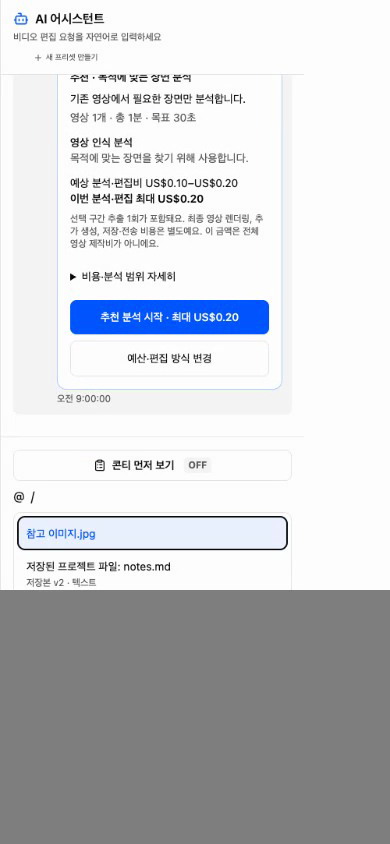 AI 어시스턴트
비디오 편집 요청을 자연어로 입력하세요
+ 새 프리셋 만들기
추천 · 목적에 맞는 장면 분석
기존 영상에서 필요한 장면만 분석합니다.
영상 1개 · 총 1분 · 목표 30초
영상 인식 분석
목적에 맞는 장면을 찾기 위해 사용합니다.
예상 분석·편집비 US$0.10–US$0.20
이번 분석·편집 최대 US$0.20
선택 구간 추출 1회가 포함돼요. 최종 영상 렌더링, 추
가 생성, 저장·전송 비용은 별도예요. 이 금액은 전체
영상 제작비가 아니에요.
▶ 비용·분석 범위 자세히
추천 분석 시작 · 최대 US$0.20
예산·편집 방식 변경
오전 9:00:00
콘티 먼저 보기 OFF
@ /
참고 이미지.jpg
저장된 프로젝트 파일: notes.md
저장본 v2 · 텍스트